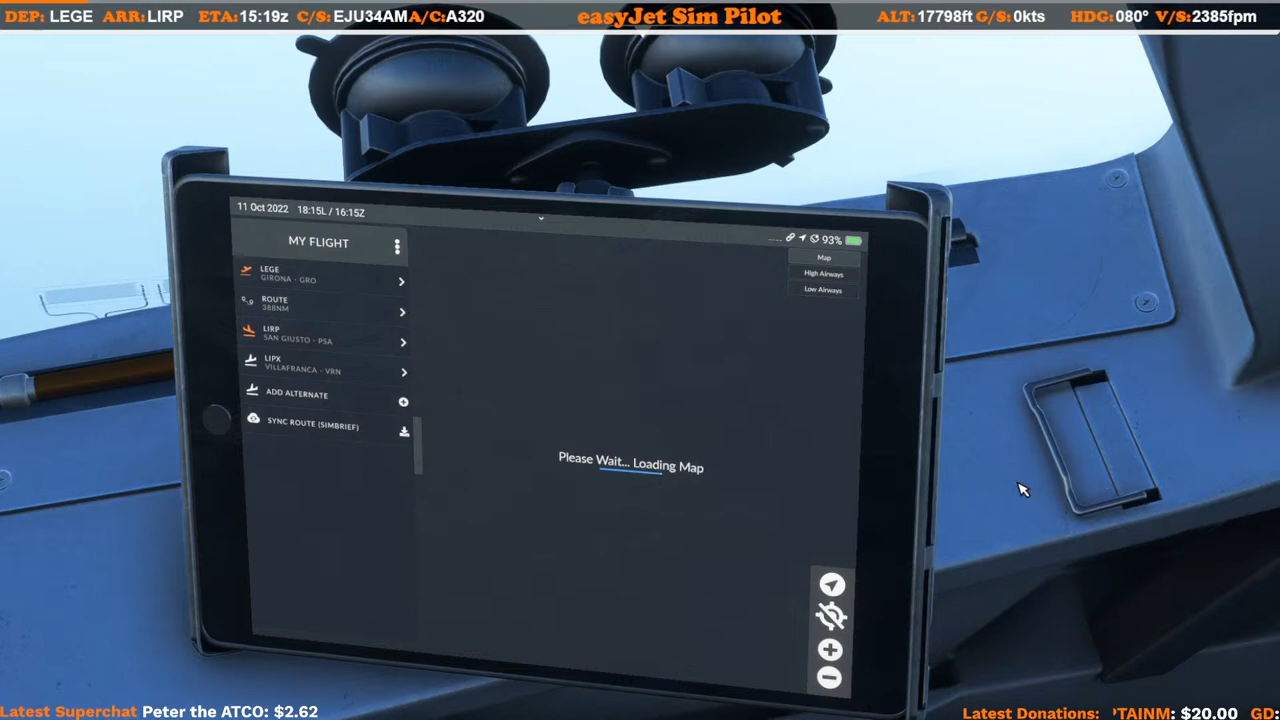 DEP: LEGE ARR: LIRP ETA: 15:19z C/S: EJU34AM A/C: A320 easyJet Sim Pilot ALT: 17798ft G/S: 0kts HDG: 080° V/S: 2385fpm
11 Oct 2022 18:15L / 16:15Z
93%
MY FLIGHT
LEGE
GIRONA - GRO
ROUTE
388NM
LIRP
SAN GIUSTO - PSA
LIPX
VILLAFRANCA - VRN
ADD ALTERNATE
SYNC ROUTE (SIMBRIEF)
Map
High Airways
Low Airways
Please Wait... Loading Map
Latest Superchat Peter the ATCO: $2.62
Latest Donations: 'TAINM: $20.00 GD: